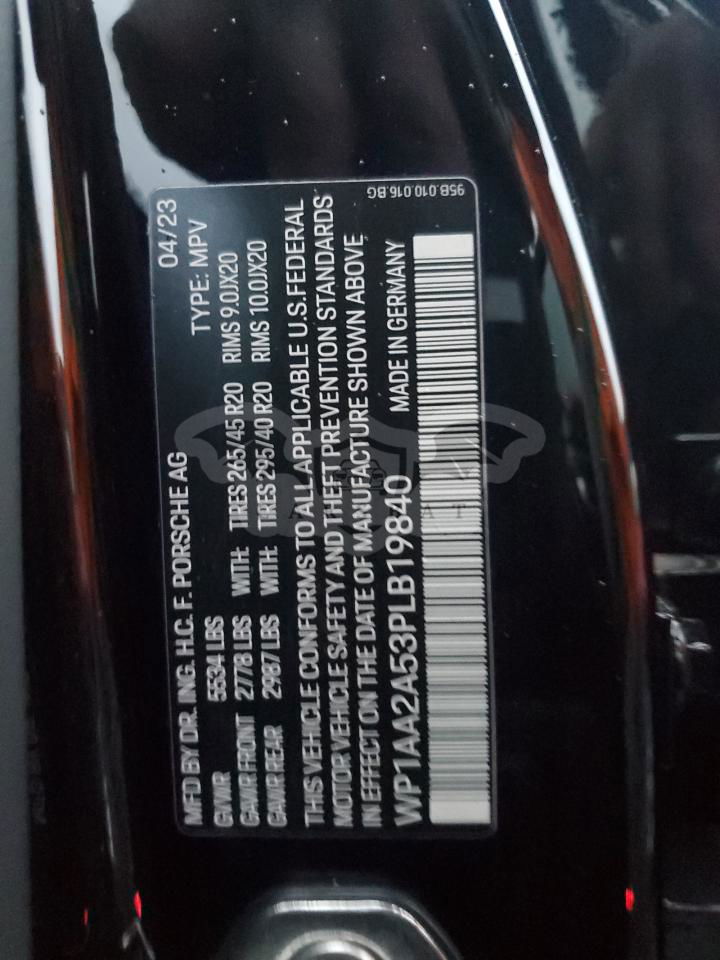 MFD BY DR. ING. H.C. F. PORSCHE AG 04/23
GVWR 5534 LBS TYPE: MPV
GAWR FRONT 2778 LBS WITH: TIRES 265/45 R20 RIMS 9.0JX20
GAWR REAR 2987 LBS WITH: TIRES 295/40 R20 RIMS 10.0JX20
THIS VEHICLE CONFORMS TO ALL APPLICABLE U.S. FEDERAL
MOTOR VEHICLE SAFETY AND THEFT PREVENTION STANDARDS
IN EFFECT ON THE DATE OF MANUFACTURE SHOWN ABOVE
WP1AA2A53PLB19840 MADE IN GERMANY
95B.010.016.BG